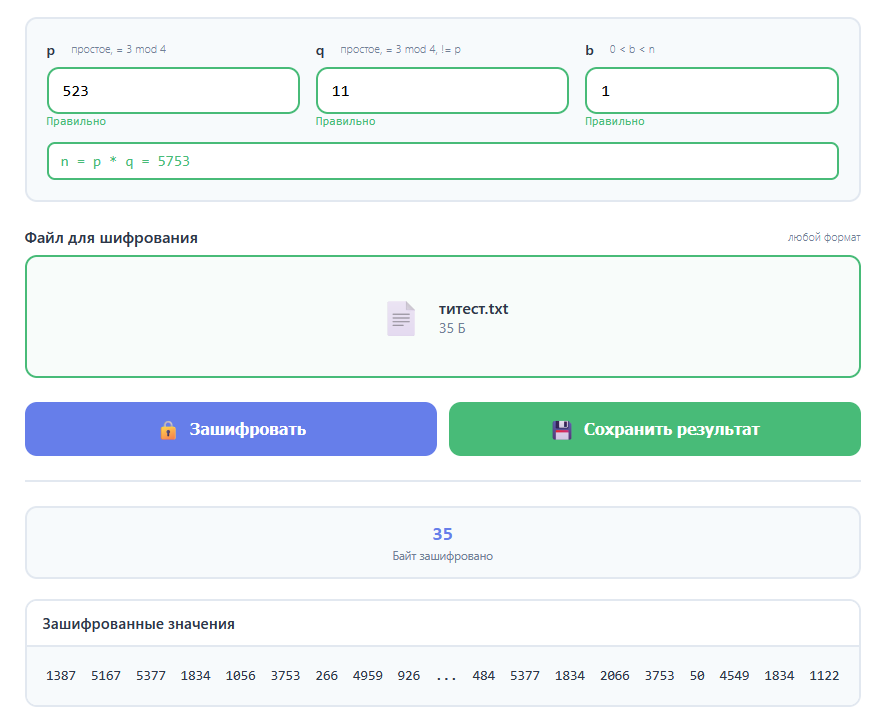 p простое, = 3 mod 4 q простое, = 3 mod 4, != p b 0 < b < n
523 11 1
Правильно Правильно Правильно
n = p * q = 5753
Файл для шифрования любой формат
титест.txt
35 Б
Зашифровать Сохранить результат
35
Байт зашифровано
Зашифрованные значения
1387 5167 5377 1834 1056 3753 266 4959 926 ... 484 5377 1834 2066 3753 50 4549 1834 1122